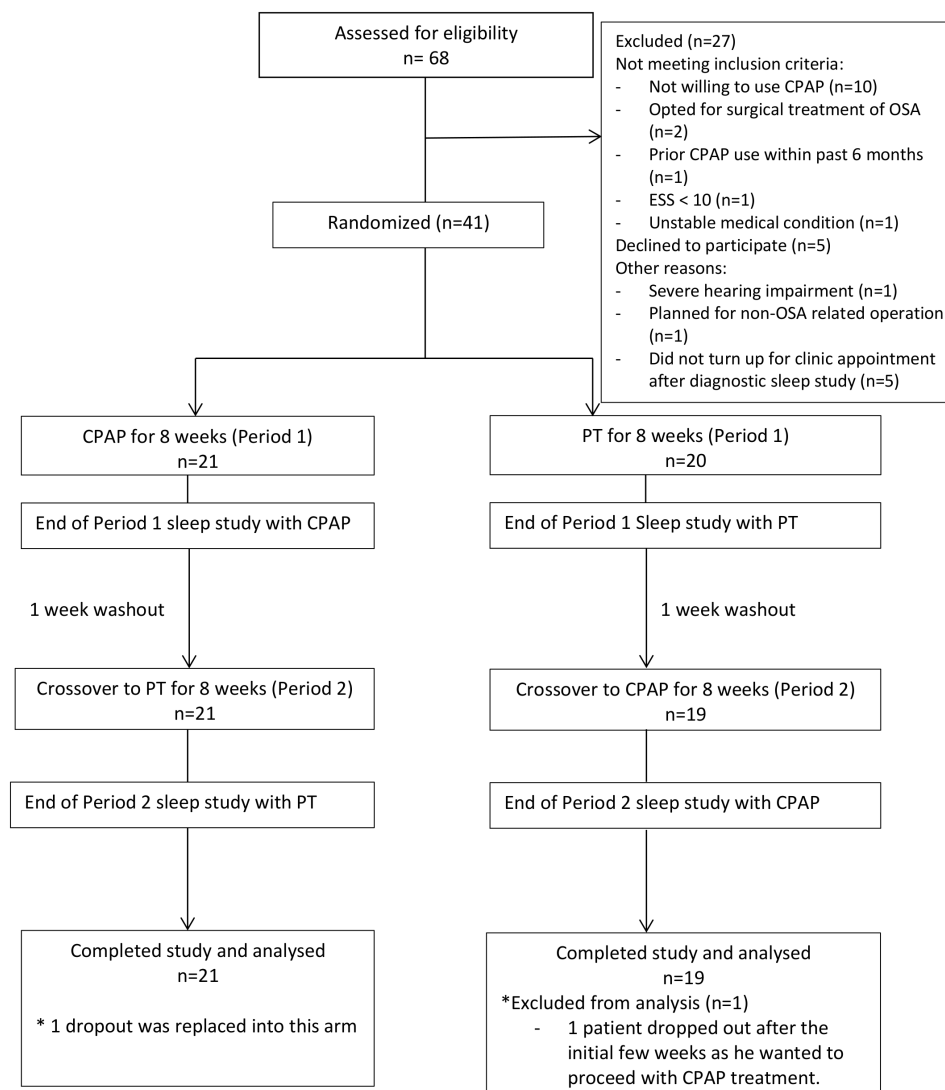 Assessed for eligibility
n= 68
Excluded (n=27)
Not meeting inclusion criteria:
- Not willing to use CPAP (n=10)
- Opted for surgical treatment of OSA
(n=2)
- Prior CPAP use within past 6 months
(n=1)
- ESS < 10 (n=1)
- Unstable medical condition (n=1)
Declined to participate (n=5)
Other reasons:
- Severe hearing impairment (n=1)
- Planned for non-OSA related operation
(n=1)
- Did not turn up for clinic appointment
after diagnostic sleep study (n=5)
Randomized (n=41)
CPAP for 8 weeks (Period 1)
n=21
PT for 8 weeks (Period 1)
n=20
End of Period 1 sleep study with CPAP
End of Period 1 Sleep study with PT
1 week washout
1 week washout
Crossover to PT for 8 weeks (Period 2)
n=21
Crossover to CPAP for 8 weeks (Period 2)
n=19
End of Period 2 sleep study with PT
End of Period 2 sleep study with CPAP
Completed study and analysed
n=21
* 1 dropout was replaced into this arm
Completed study and analysed
n=19
*Excluded from analysis (n=1)
- 1 patient dropped out after the
initial few weeks as he wanted to
proceed with CPAP treatment.